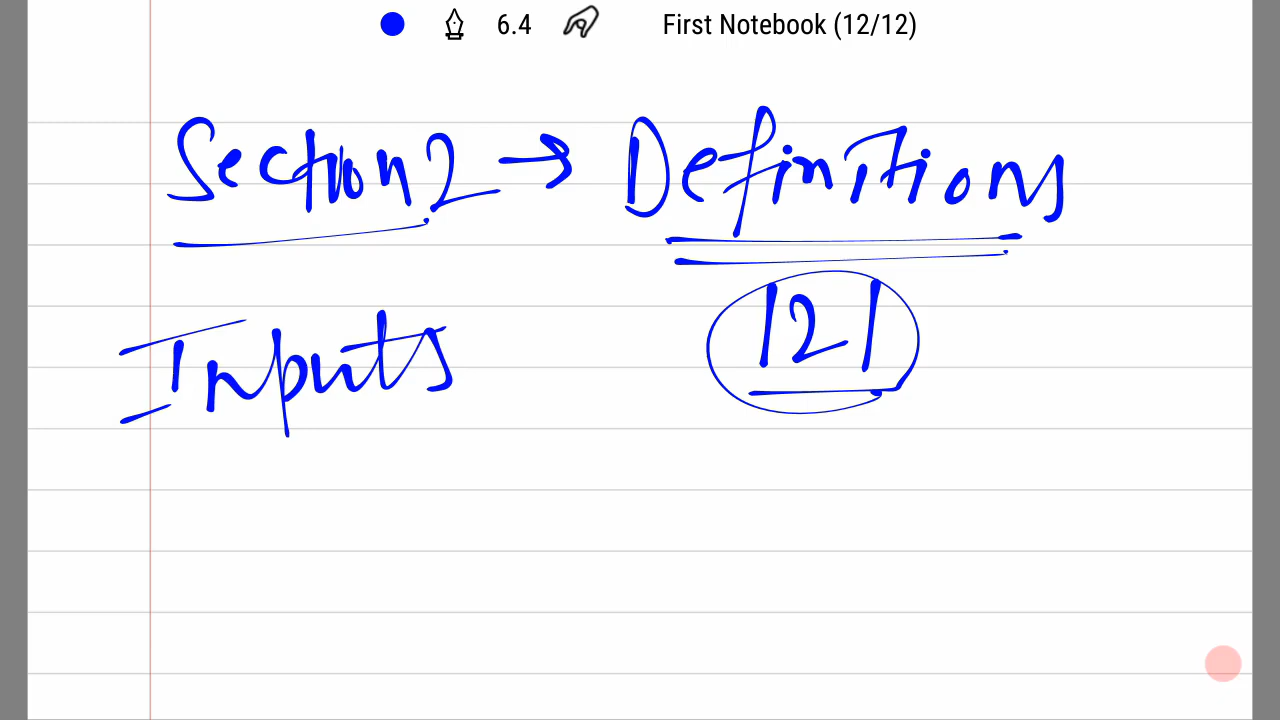 6.4 First Notebook (12/12)
Section 2 → Definitions
121
Inputs